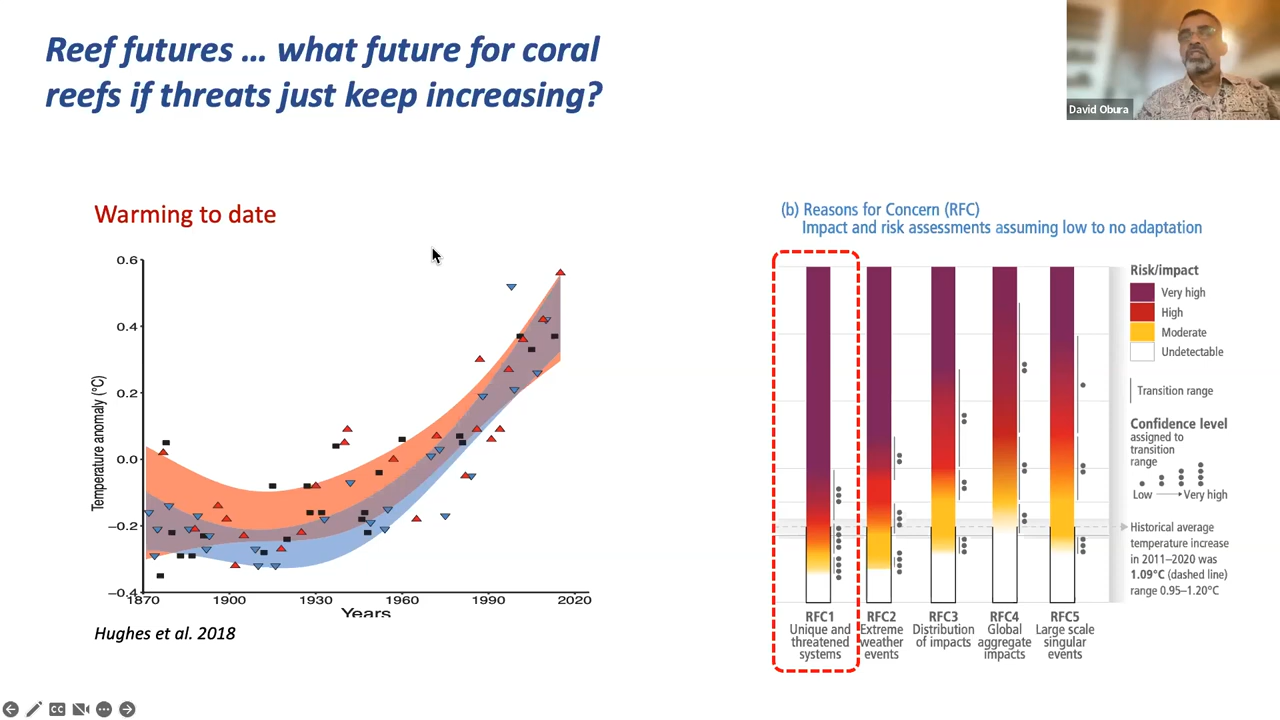 Reef futures ... what future for coral
reefs if threats just keep increasing?
David Obura
Warming to date
0.6
0.4
0.2
0.0
−0.2
−0.4
Temperature anomaly (°C)
1870
1900
1930
1960
1990
2020
Years
Hughes et al. 2018
(b) Reasons for Concern (RFC)
Impact and risk assessments assuming low to no adaptation
RFC1
Unique and
threatened
systems
RFC2
Extreme
weather
events
RFC3
Distribution
of impacts
RFC4
Global
aggregate
impacts
RFC5
Large scale
singular
events
Risk/impact
Very high
High
Moderate
Undetectable
Transition range
Confidence level
assigned to
transition
range
Low
Very high
Historical average
temperature increase
in 2011–2020 was
1.09°C (dashed line)
range 0.95–1.20°C
CC